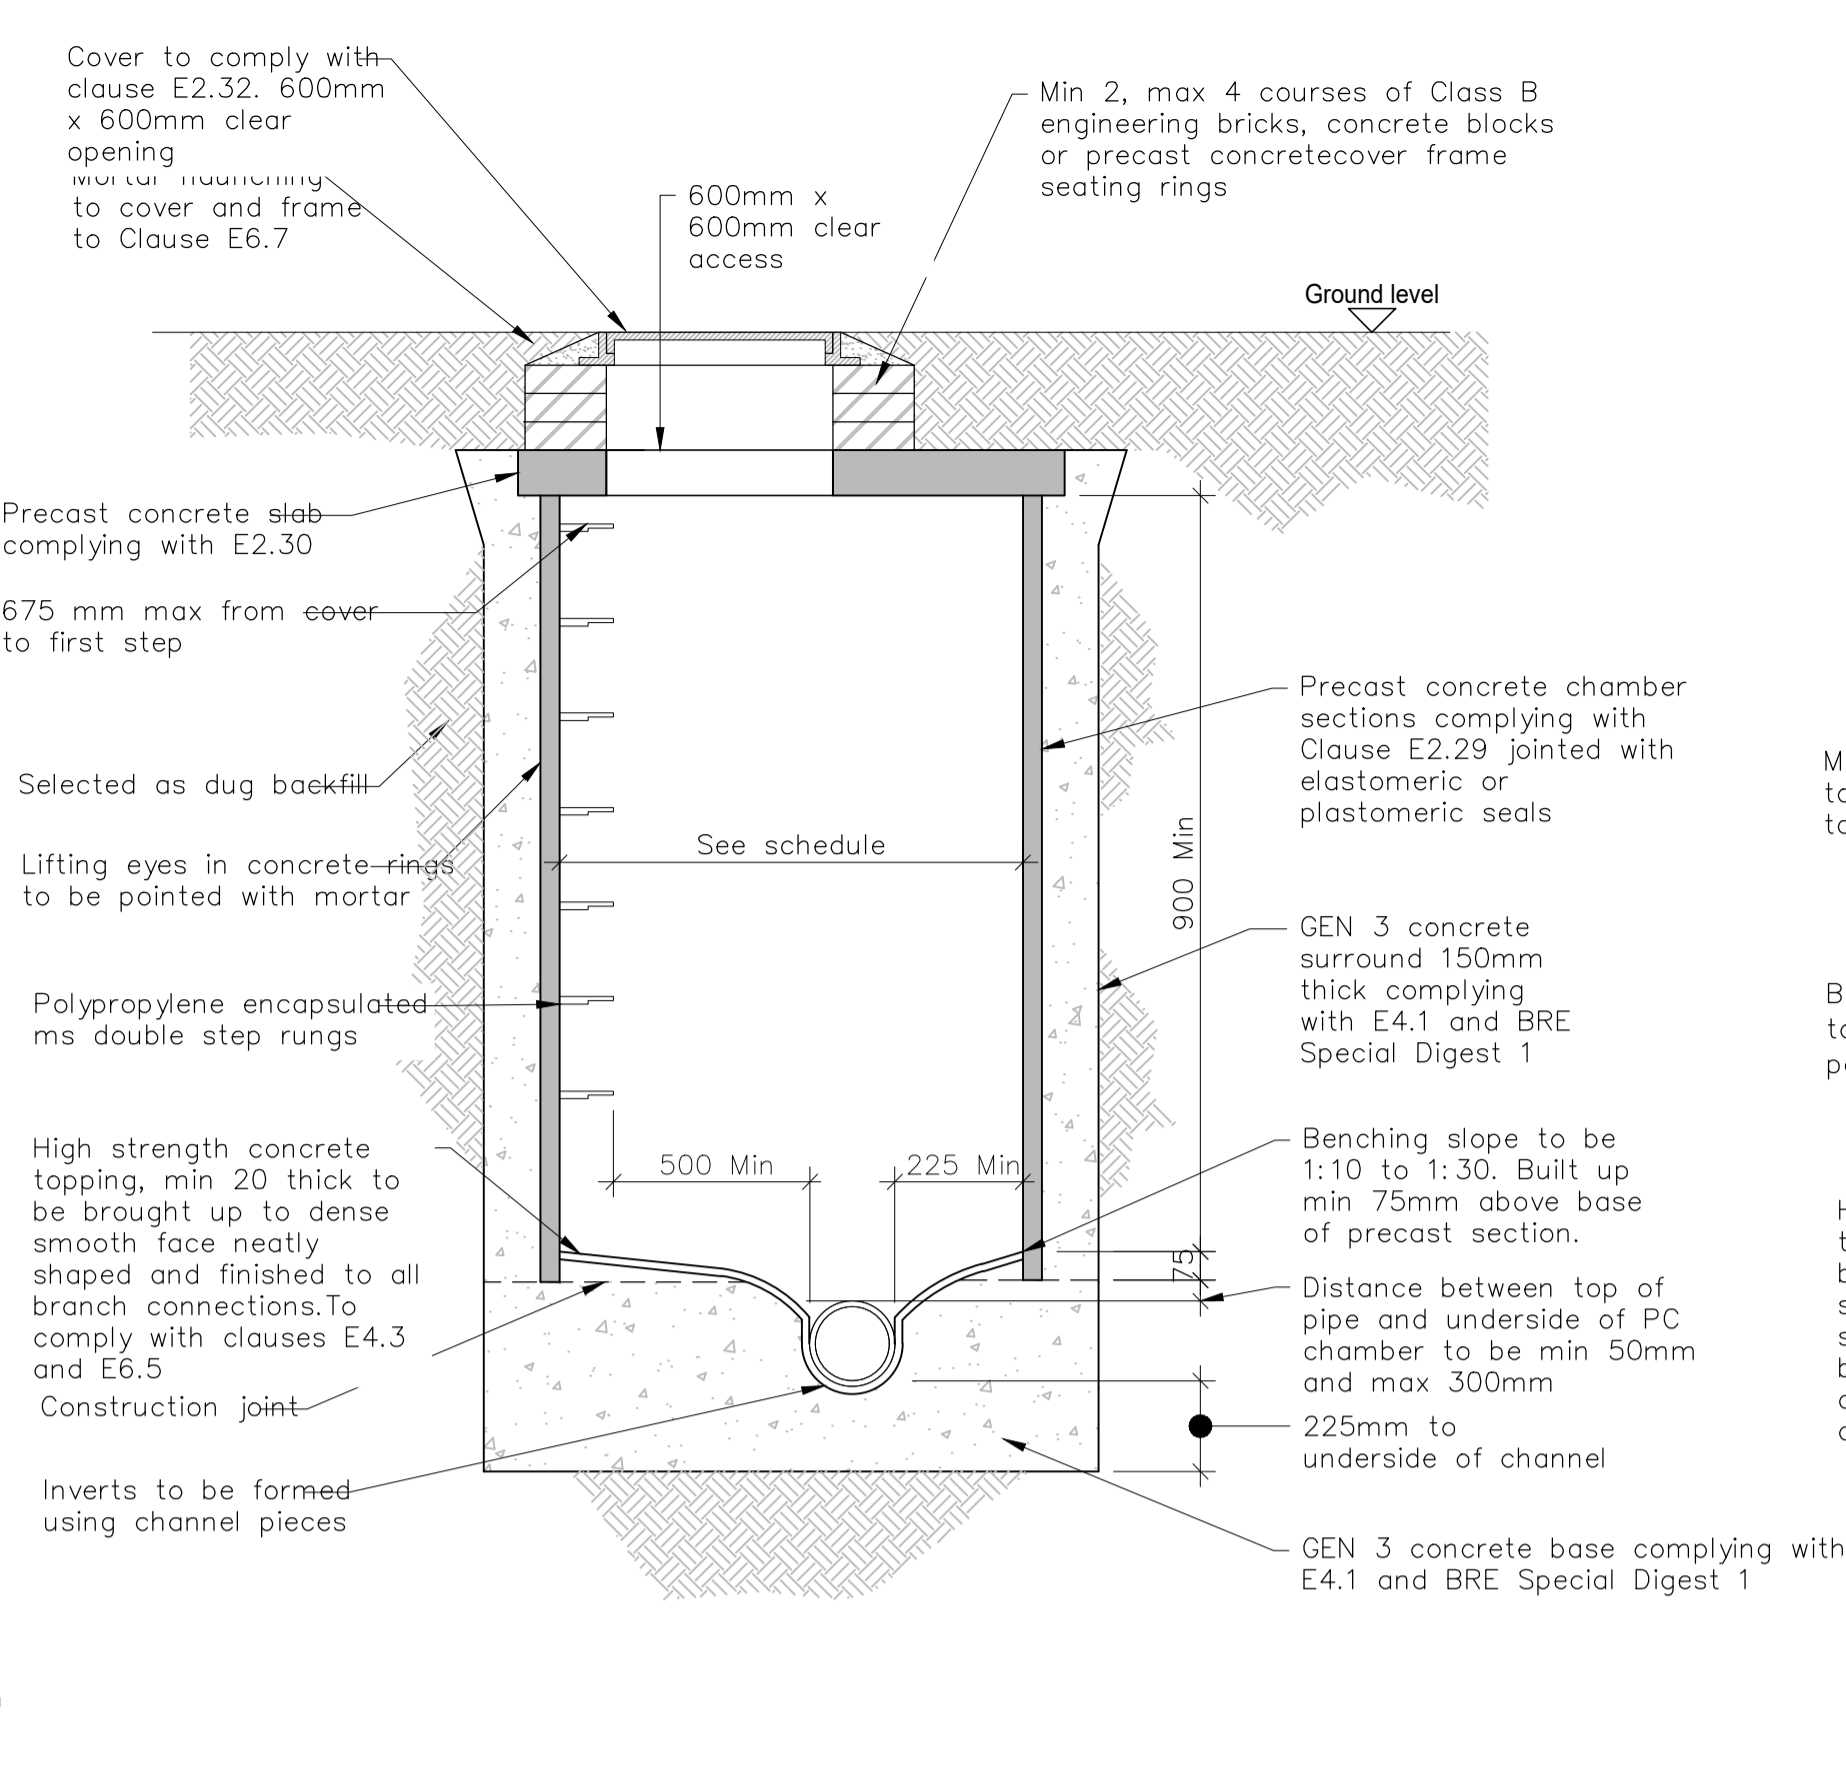 Cover to comply with
clause E2.32. 600mm
x 600mm clear
opening
to cover and frame
to Clause E6.7
600mm x
600mm clear
access
Min 2, max 4 courses of Class B
engineering bricks, concrete blocks
or precast concretecover frame
seating rings
Ground level
Precast concrete slab
complying with E2.30
675 mm max from cover
to first step
Selected as dug backfill
Lifting eyes in concrete rings
to be pointed with mortar
Polypropylene encapsulated
ms double step rungs
High strength concrete
topping, min 20 thick to
be brought up to dense
smooth face neatly
shaped and finished to all
branch connections.To
comply with clauses E4.3
and E6.5
Construction joint
Inverts to be formed
using channel pieces
See schedule
500 Min
225 Min
900 Min
75
Precast concrete chamber
sections complying with
Clause E2.29 jointed with
elastomeric or
plastomeric seals
GEN 3 concrete
surround 150mm
thick complying
with E4.1 and BRE
Special Digest 1
Benching slope to be
1:10 to 1:30. Built up
min 75mm above base
of precast section.
Distance between top of
pipe and underside of PC
chamber to be min 50mm
and max 300mm
225mm to
underside of channel
GEN 3 concrete base complying with
E4.1 and BRE Special Digest 1